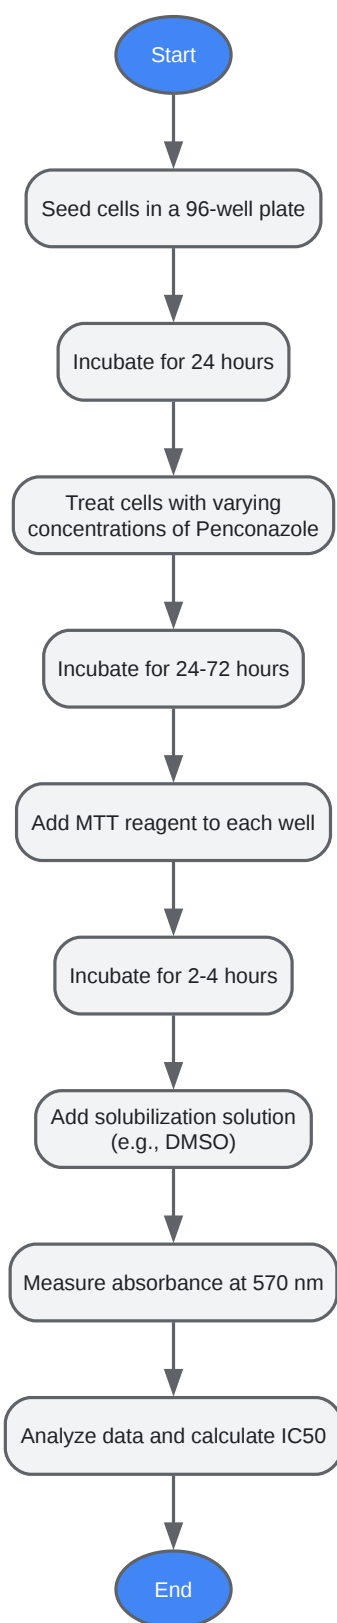 Start
Seed cells in a 96-well plate
Incubate for 24 hours
Treat cells with varying
concentrations of Penconazole
Incubate for 24-72 hours
Add MTT reagent to each well
Incubate for 2-4 hours
Add solubilization solution
(e.g., DMSO)
Measure absorbance at 570 nm
Analyze data and calculate IC50
End